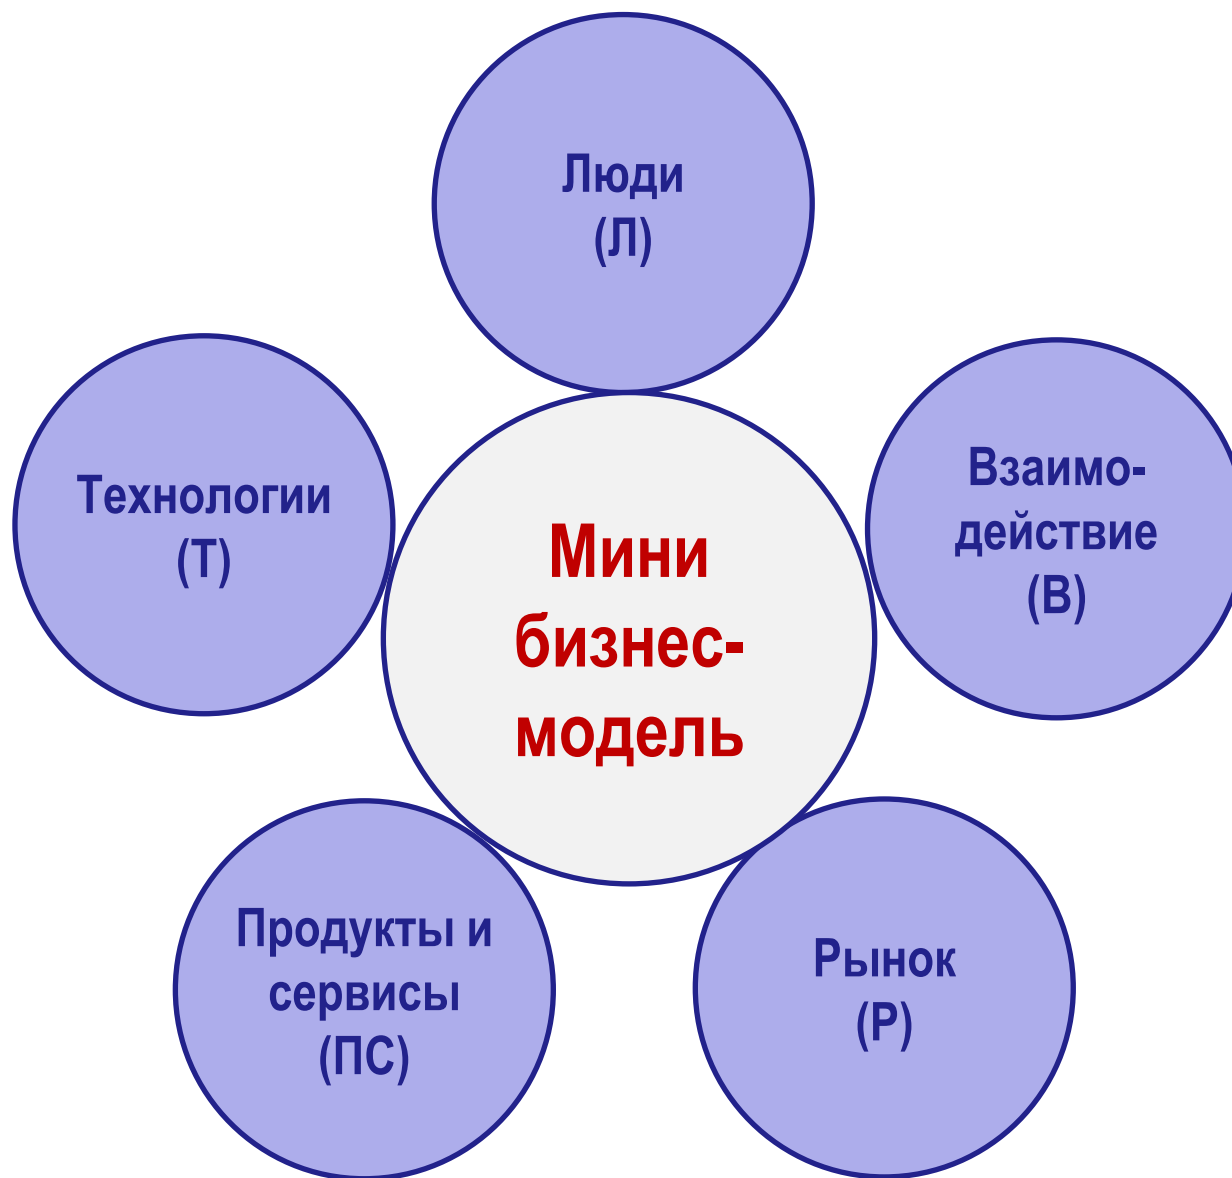 Люди
(Л)
Технологии
(Т)
Взаимо-
действие
(В)
Мини
бизнес-
модель
Продукты и
сервисы
(ПС)
Рынок
(Р)